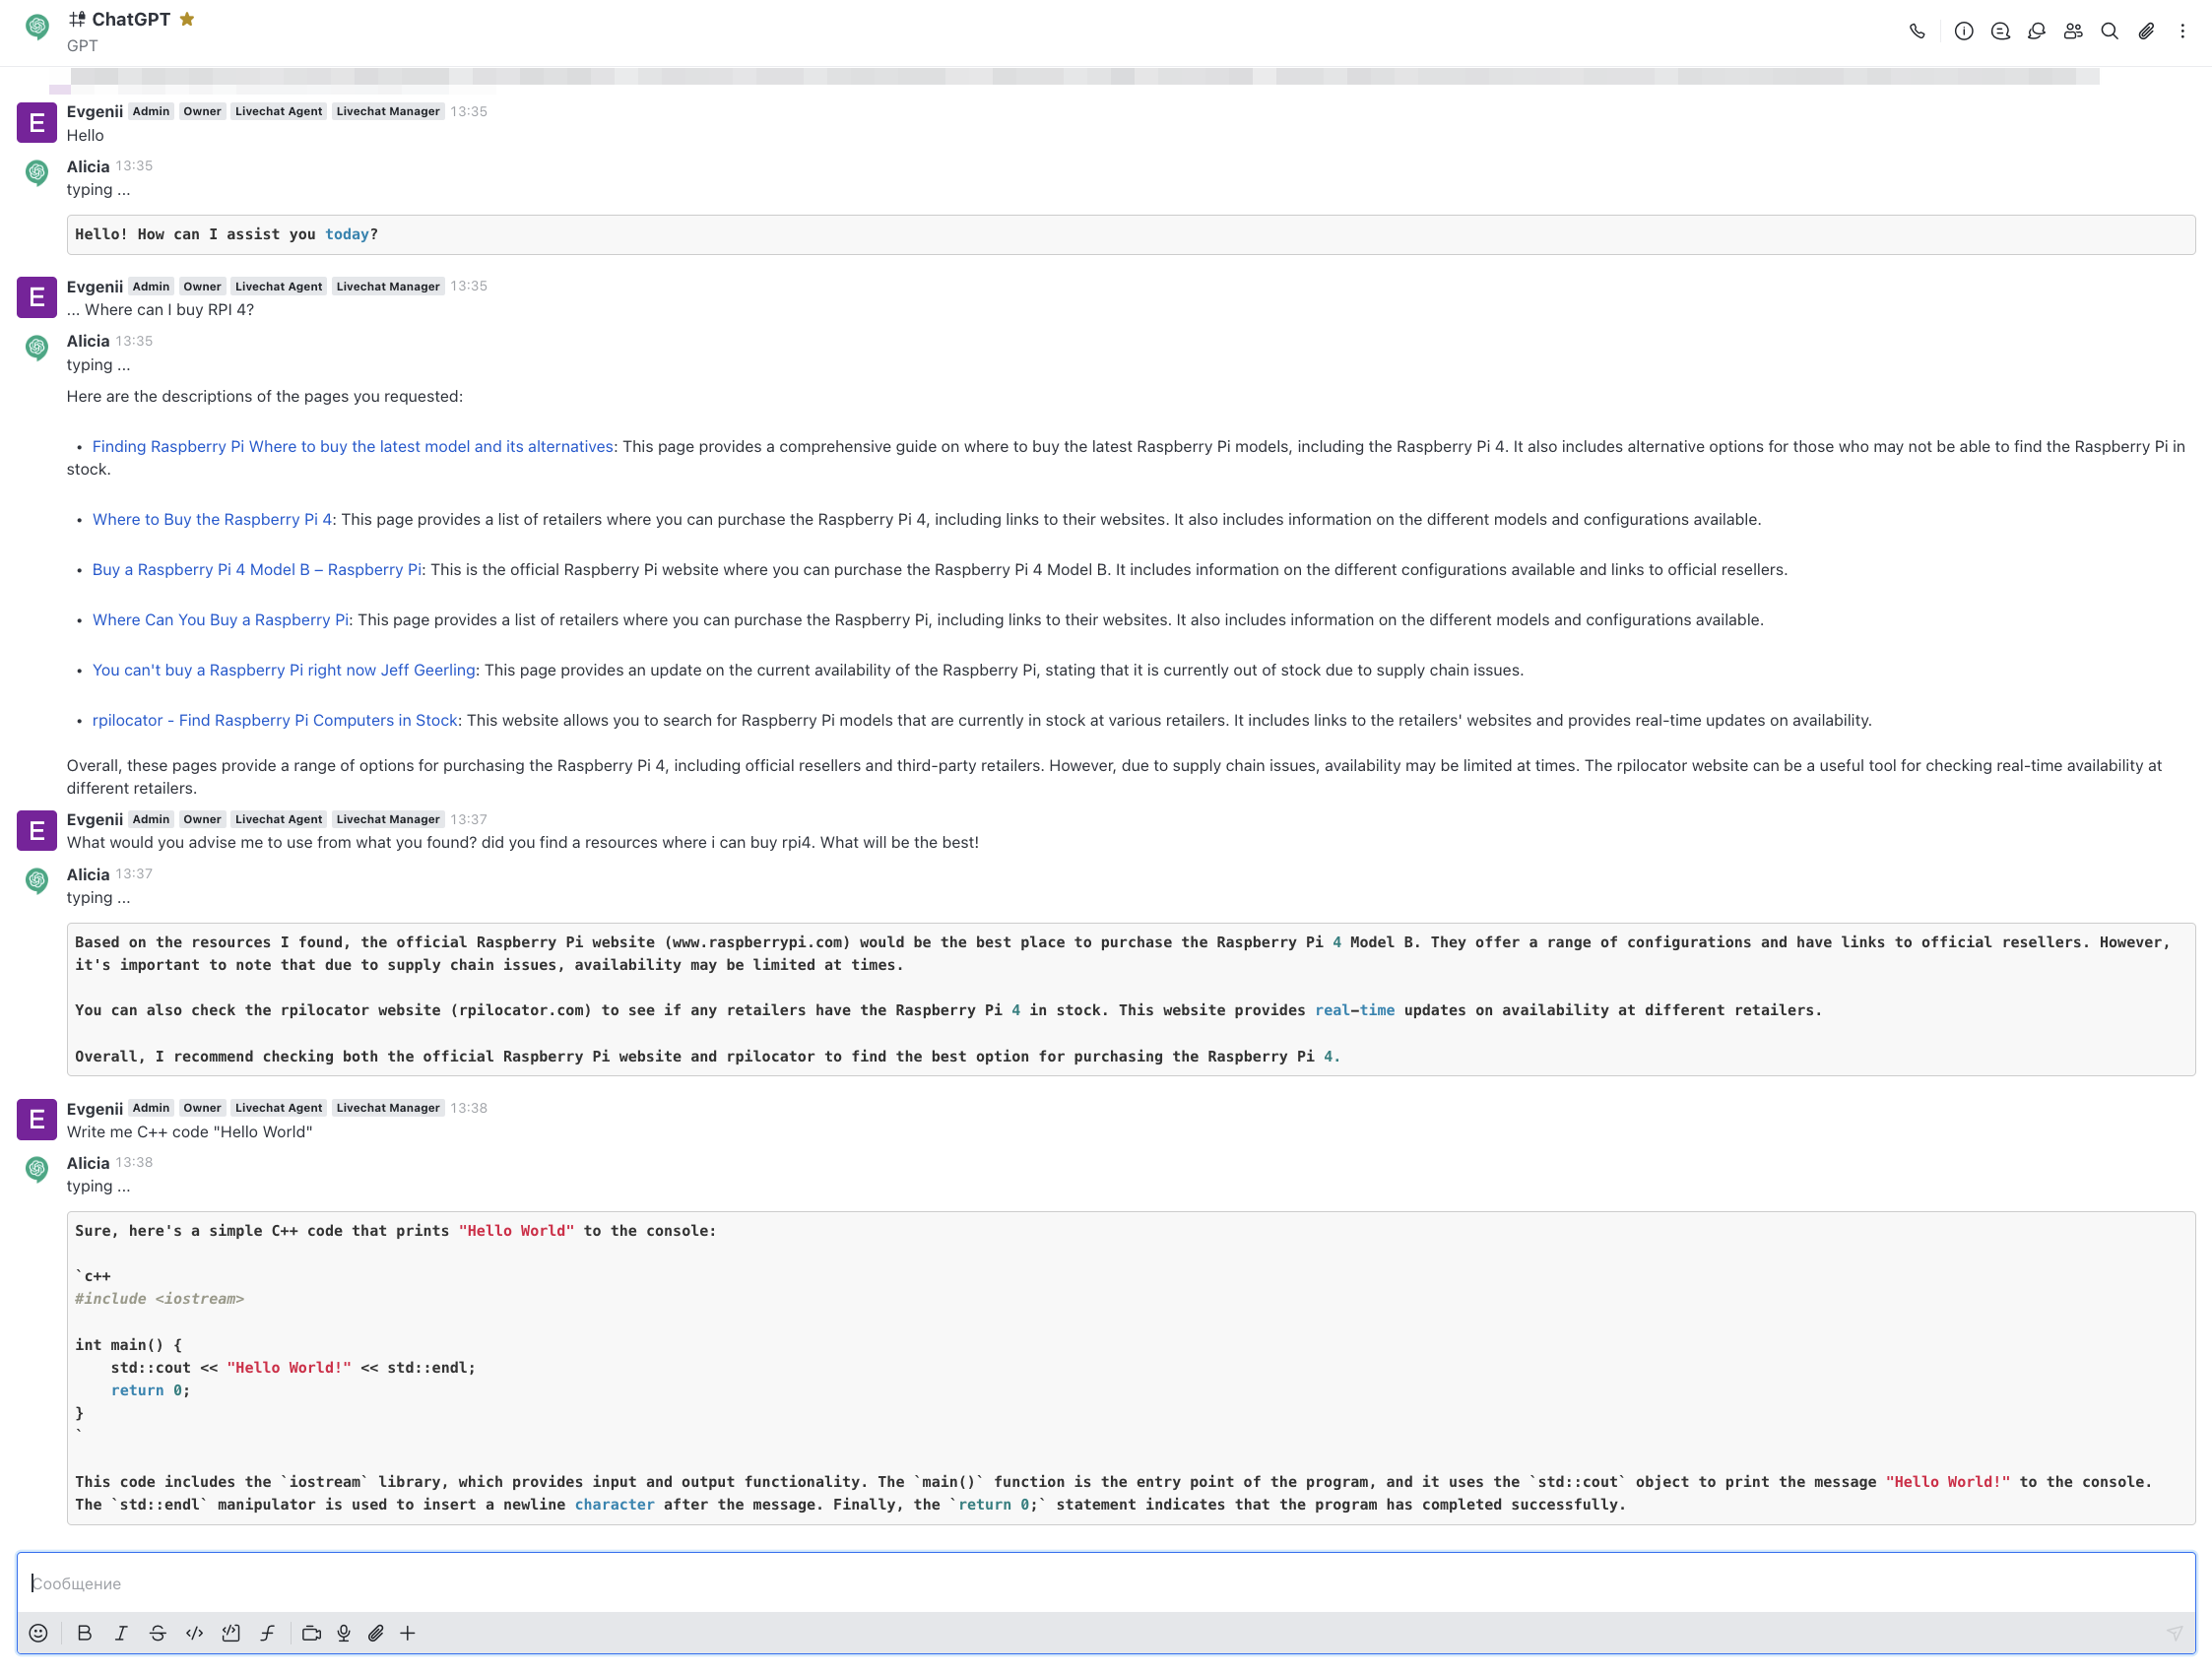 ChatGPT
GPT
Evgenii Admin Owner Livechat Agent Livechat Manager 13:35
Hello
Alicia 13:35
typing ...
Hello! How can I assist you today?
Evgenii Admin Owner Livechat Agent Livechat Manager 13:35
... Where can I buy RPI 4?
Alicia 13:35
typing ...
Here are the descriptions of the pages you requested:
• Finding Raspberry Pi Where to buy the latest model and its alternatives: This page provides a comprehensive guide on where to buy the latest Raspberry Pi models, including the Raspberry Pi 4. It also includes alternative options for those who may not be able to find the Raspberry Pi in
stock.
• Where to Buy the Raspberry Pi 4: This page provides a list of retailers where you can purchase the Raspberry Pi 4, including links to their websites. It also includes information on the different models and configurations available.
• Buy a Raspberry Pi 4 Model B – Raspberry Pi: This is the official Raspberry Pi website where you can purchase the Raspberry Pi 4 Model B. It includes information on the different configurations available and links to official resellers.
• Where Can You Buy a Raspberry Pi: This page provides a list of retailers where you can purchase the Raspberry Pi, including links to their websites. It also includes information on the different models and configurations available.
• You can't buy a Raspberry Pi right now Jeff Geerling: This page provides an update on the current availability of the Raspberry Pi, stating that it is currently out of stock due to supply chain issues.
• rpilocator - Find Raspberry Pi Computers in Stock: This website allows you to search for Raspberry Pi models that are currently in stock at various retailers. It includes links to the retailers' websites and provides real-time updates on availability.
Overall, these pages provide a range of options for purchasing the Raspberry Pi 4, including official resellers and third-party retailers. However, due to supply chain issues, availability may be limited at times. The rpilocator website can be a useful tool for checking real-time availability at
different retailers.
Evgenii Admin Owner Livechat Agent Livechat Manager 13:37
What would you advise me to use from what you found? did you find a resources where i can buy rpi4. What will be the best!
Alicia 13:37
typing ...
Based on the resources I found, the official Raspberry Pi website (www.raspberrypi.com) would be the best place to purchase the Raspberry Pi 4 Model B. They offer a range of configurations and have links to official resellers. However,
it's important to note that due to supply chain issues, availability may be limited at times.
You can also check the rpilocator website (rpilocator.com) to see if any retailers have the Raspberry Pi 4 in stock. This website provides real-time updates on availability at different retailers.
Overall, I recommend checking both the official Raspberry Pi website and rpilocator to find the best option for purchasing the Raspberry Pi 4.
Evgenii Admin Owner Livechat Agent Livechat Manager 13:38
Write me C++ code "Hello World"
Alicia 13:38
typing ...
Sure, here's a simple C++ code that prints "Hello World" to the console:
`c++
#include <iostream>
int main() {
    std::cout << "Hello World!" << std::endl;
    return 0;
}
`
This code includes the `iostream` library, which provides input and output functionality. The `main()` function is the entry point of the program, and it uses the `std::cout` object to print the message "Hello World!" to the console.
The `std::endl` manipulator is used to insert a newline character after the message. Finally, the `return 0;` statement indicates that the program has completed successfully.
Сообщение